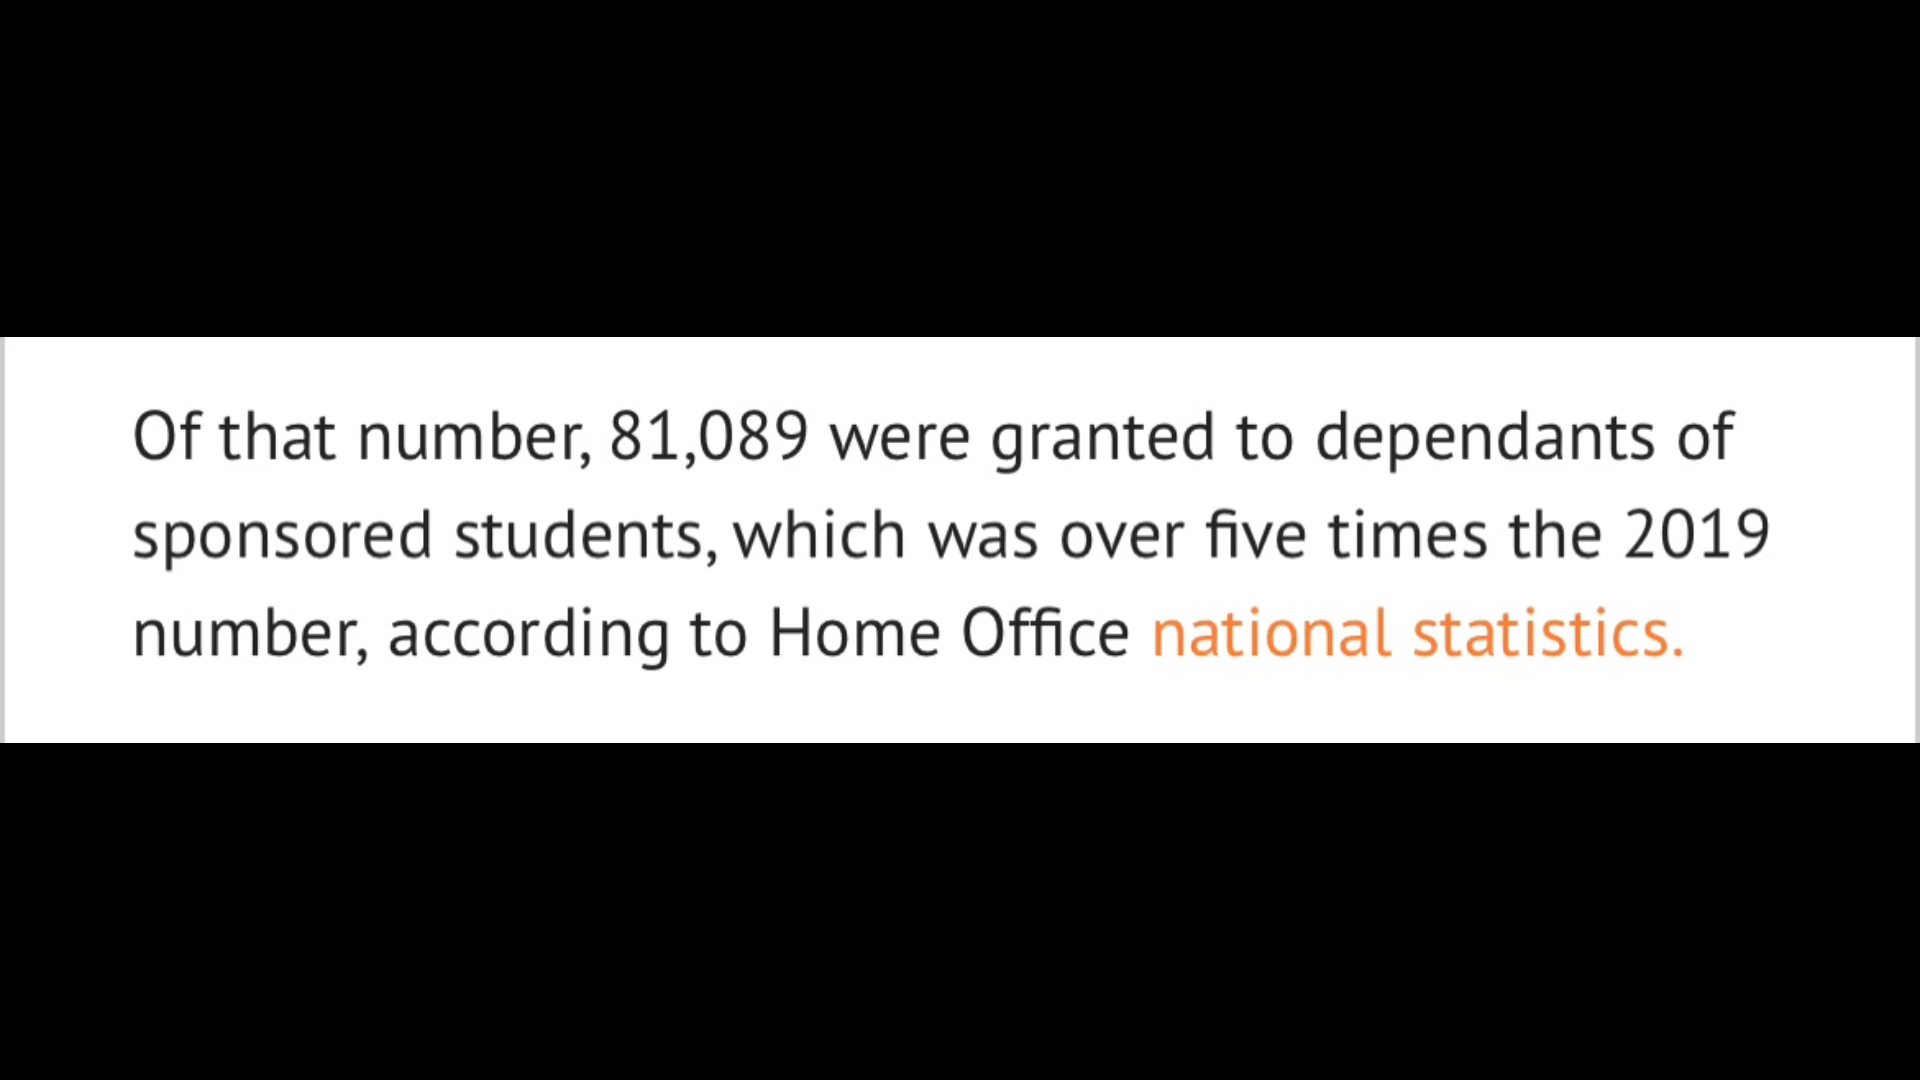 Of that number, 81,089 were granted to dependants of
sponsored students, which was over five times the 2019
number, according to Home Office national statistics.